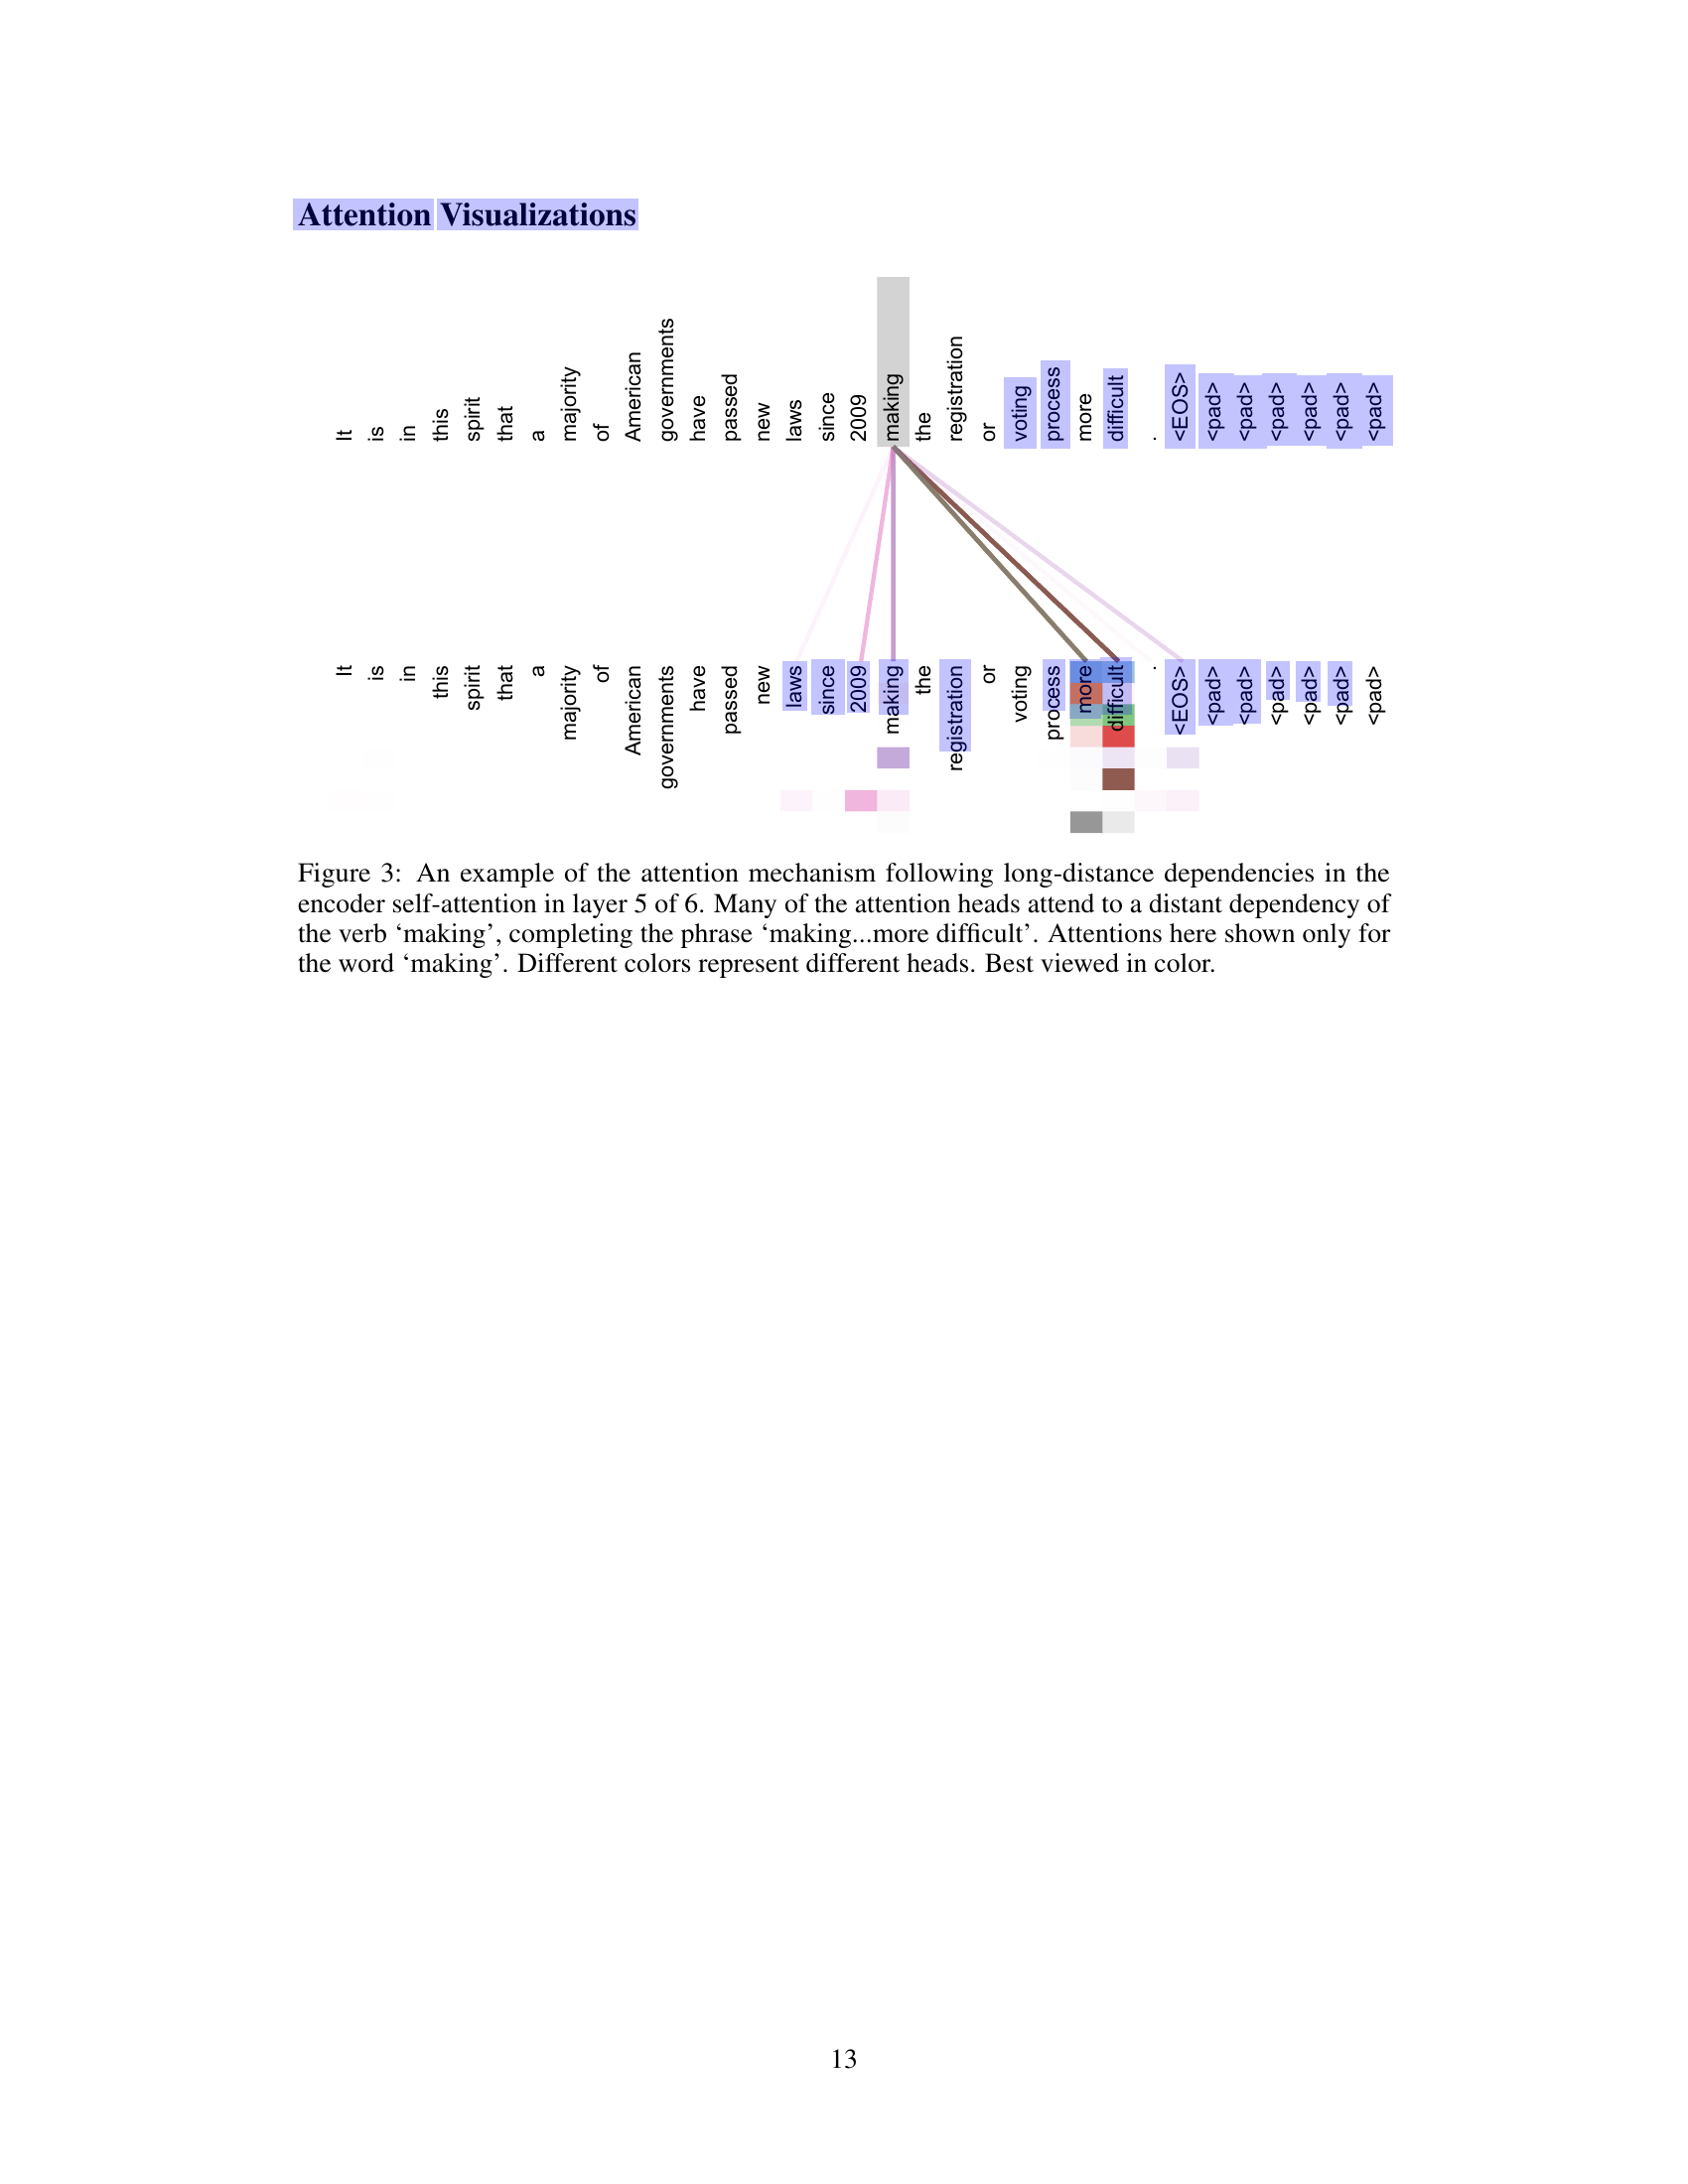 Attention Visualizations
It is in this spirit that a majority of American governments have passed new laws since 2009 making the registration or voting process more difficult . <EOS> <pad> <pad> <pad> <pad> <pad> <pad>
It is in this spirit that a majority of American governments have passed new laws since 2009 making the registration or voting process more difficult . <EOS> <pad> <pad> <pad> <pad> <pad> <pad>
Figure 3: An example of the attention mechanism following long-distance dependencies in the
encoder self-attention in layer 5 of 6. Many of the attention heads attend to a distant dependency of
the verb ‘making’, completing the phrase ‘making...more difficult’. Attentions here shown only for
the word ‘making’. Different colors represent different heads. Best viewed in color.
13